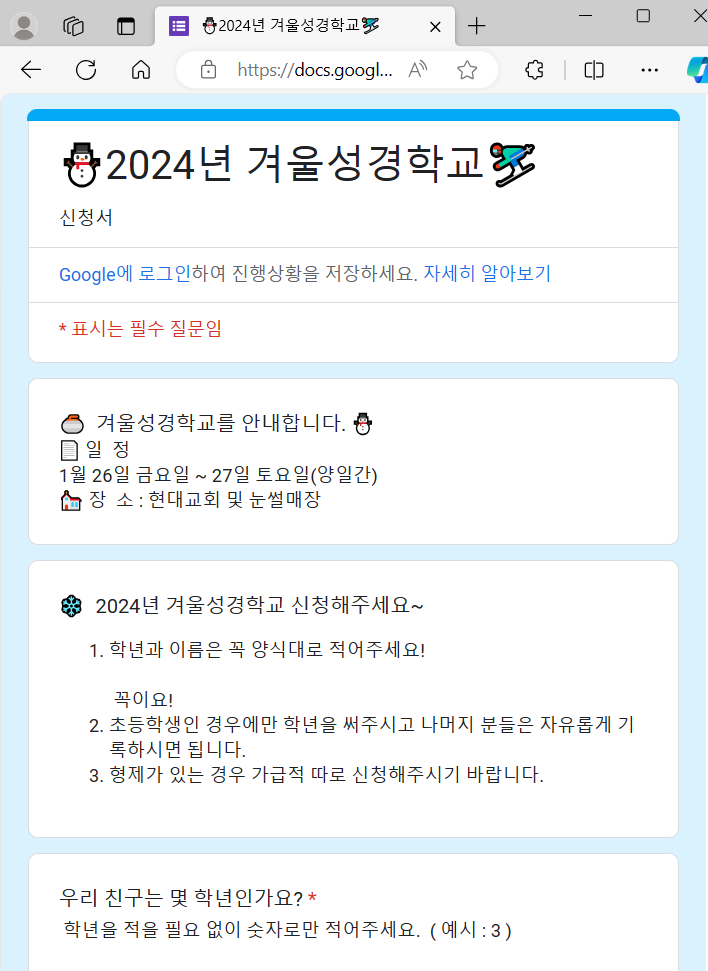 2024년 겨울성경학교
https://docs.googl...
2024년 겨울성경학교
신청서
Google에 로그인하여 진행상황을 저장하세요. 자세히 알아보기
* 표시는 필수 질문임
겨울성경학교를 안내합니다.
일 정
1월 26일 금요일 ~ 27일 토요일(양일간)
장 소 : 현대교회 및 눈썰매장
2024년 겨울성경학교 신청해주세요~
1. 학년과 이름은 꼭 양식대로 적어주세요!
꼭이요!
2. 초등학생인 경우에만 학년을 써주시고 나머지 분들은 자유롭게 기
록하시면 됩니다.
3. 형제가 있는 경우 가급적 따로 신청해주시기 바랍니다.
우리 친구는 몇 학년인가요? *
학년을 적을 필요 없이 숫자로만 적어주세요. ( 예시 : 3 )